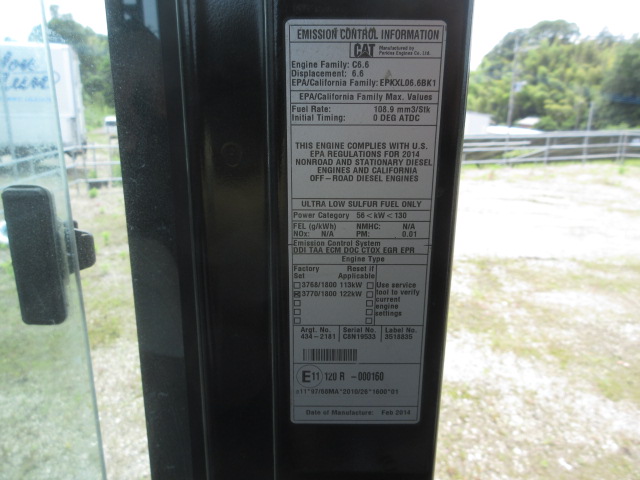 EMISSION CONTROL INFORMATION
CAT Manufactured by Perkins Engines Co. Ltd.
Engine Family: C6.6
Displacement: 6.6
EPA/California Family: EPKXL06.6BK1
EPA/California Family Max. Values
Fuel Rate: 108.9 mm3/Stk
Initial Timing: 0 DEG ATDC
THIS ENGINE COMPLIES WITH U.S.
EPA REGULATIONS FOR 2014
NONROAD AND STATIONARY DIESEL
ENGINES AND CALIFORNIA
OFF-ROAD DIESEL ENGINES
ULTRA LOW SULFUR FUEL ONLY
Power Category 56<kW<130
FEL (g/kWh) NMHC: N/A
NOx: N/A PM: 0.01
Emission Control System
DDI TAA ECM DOC CTOX EGR EPR
Engine Type
Factory Set Reset if Applicable
3768/1800 113kW
3770/1800 122kW
Use service
tool to verify
current
engine
settings
Argt. No. Serial No. Label No.
434-2181 C8N19533 3518835
E11 120 R -000160
Date of Manufacture: Feb 2014